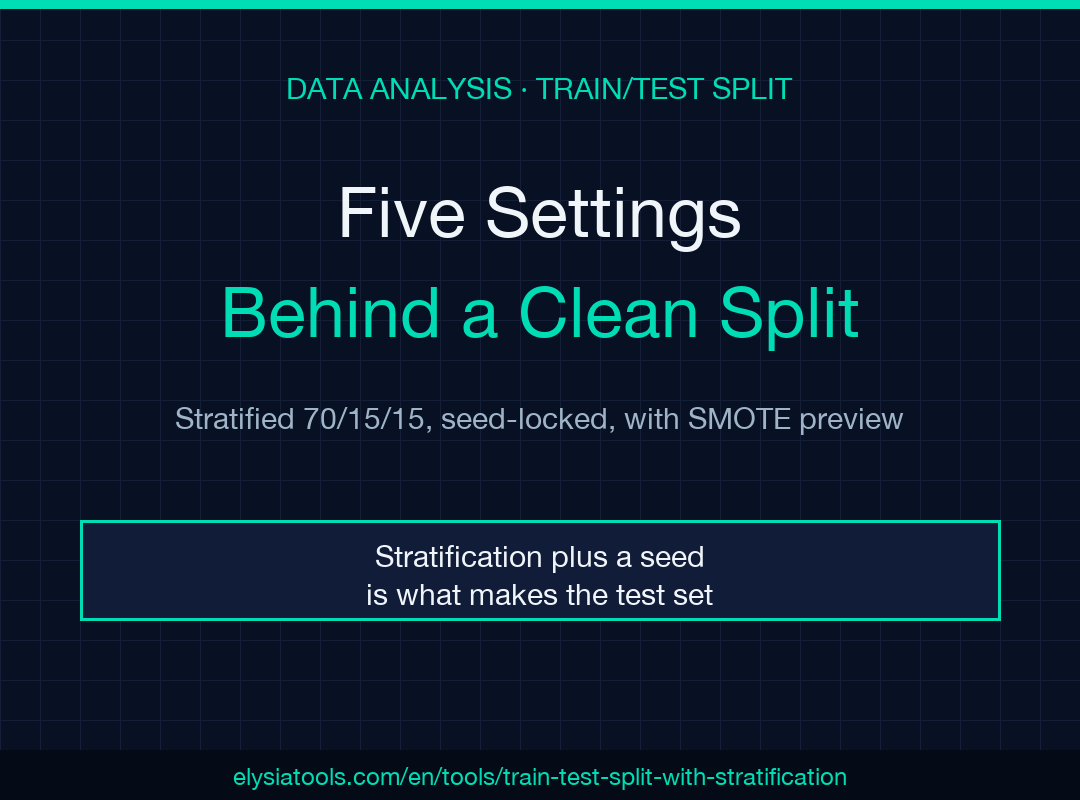 DATA ANALYSIS · TRAIN/TEST SPLIT
Five Settings
Behind a Clean Split
Stratified 70/15/15, seed-locked, with SMOTE preview
Stratification plus a seed
is what makes the test set
elysiatools.com/en/tools/train-test-split-with-stratification